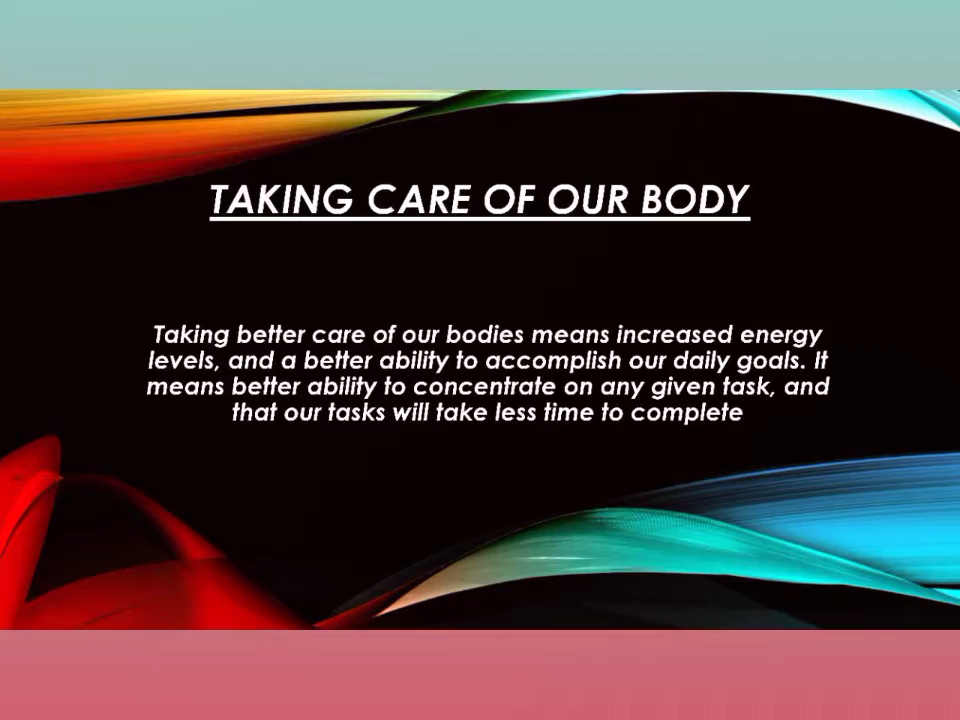 TAKING CARE OF OUR BODY
Taking better care of our bodies means increased energy
levels, and a better ability to accomplish our daily goals. It
means better ability to concentrate on any given task, and
that our tasks will take less time to complete